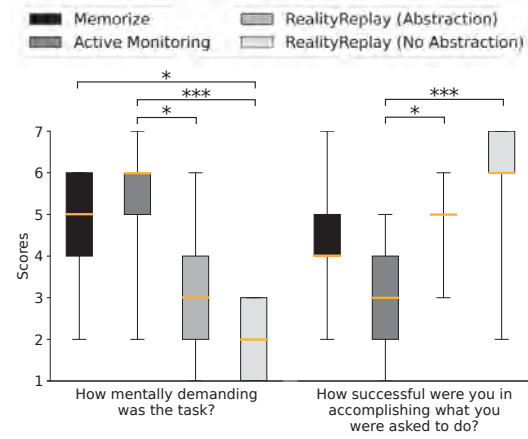 Memorize
Active Monitoring
RealityReplay (Abstraction)
RealityReplay (No Abstraction)
*
***
*
***
*
7
6
5
4
3
2
1
Scores
How mentally demanding
was the task?
How successful were you in
accomplishing what you
were asked to do?